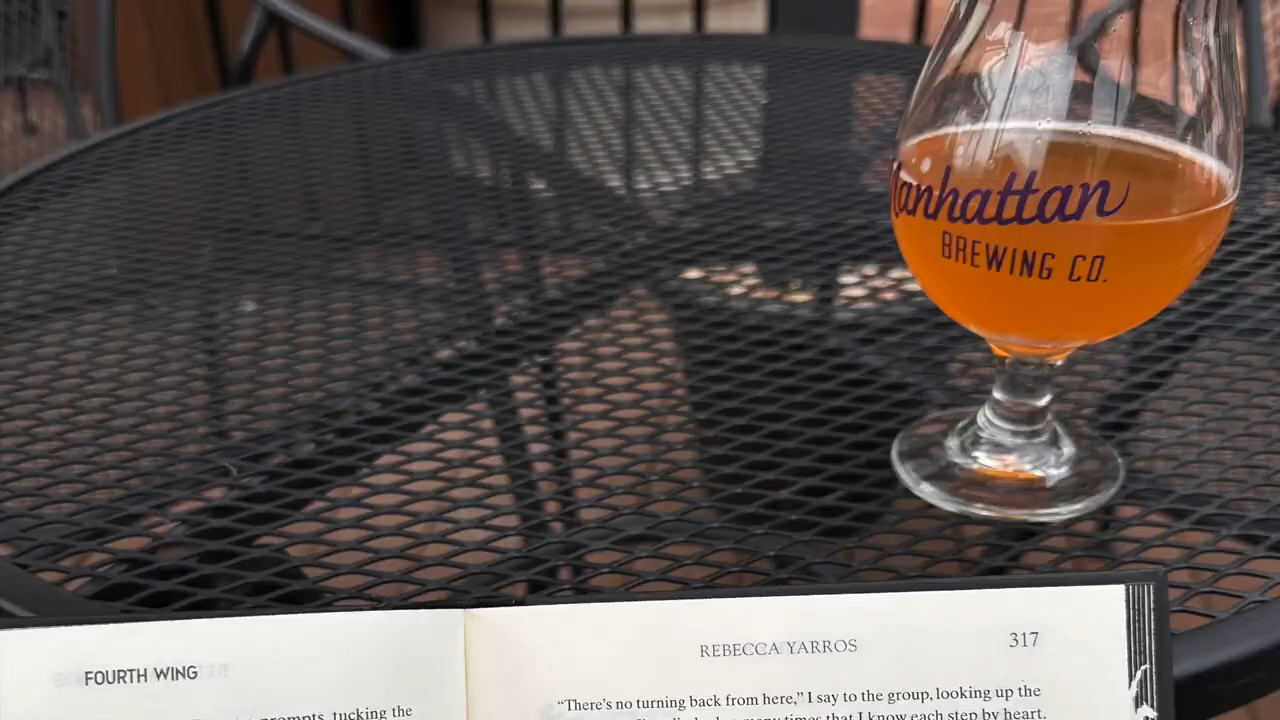 Manhattan
BREWING CO.
FOURTH WING
prompts, tucking the
REBECCA YARROS
317
“There’s no turning back from here,” I say to the group, looking up the
many times that I know each step by heart.